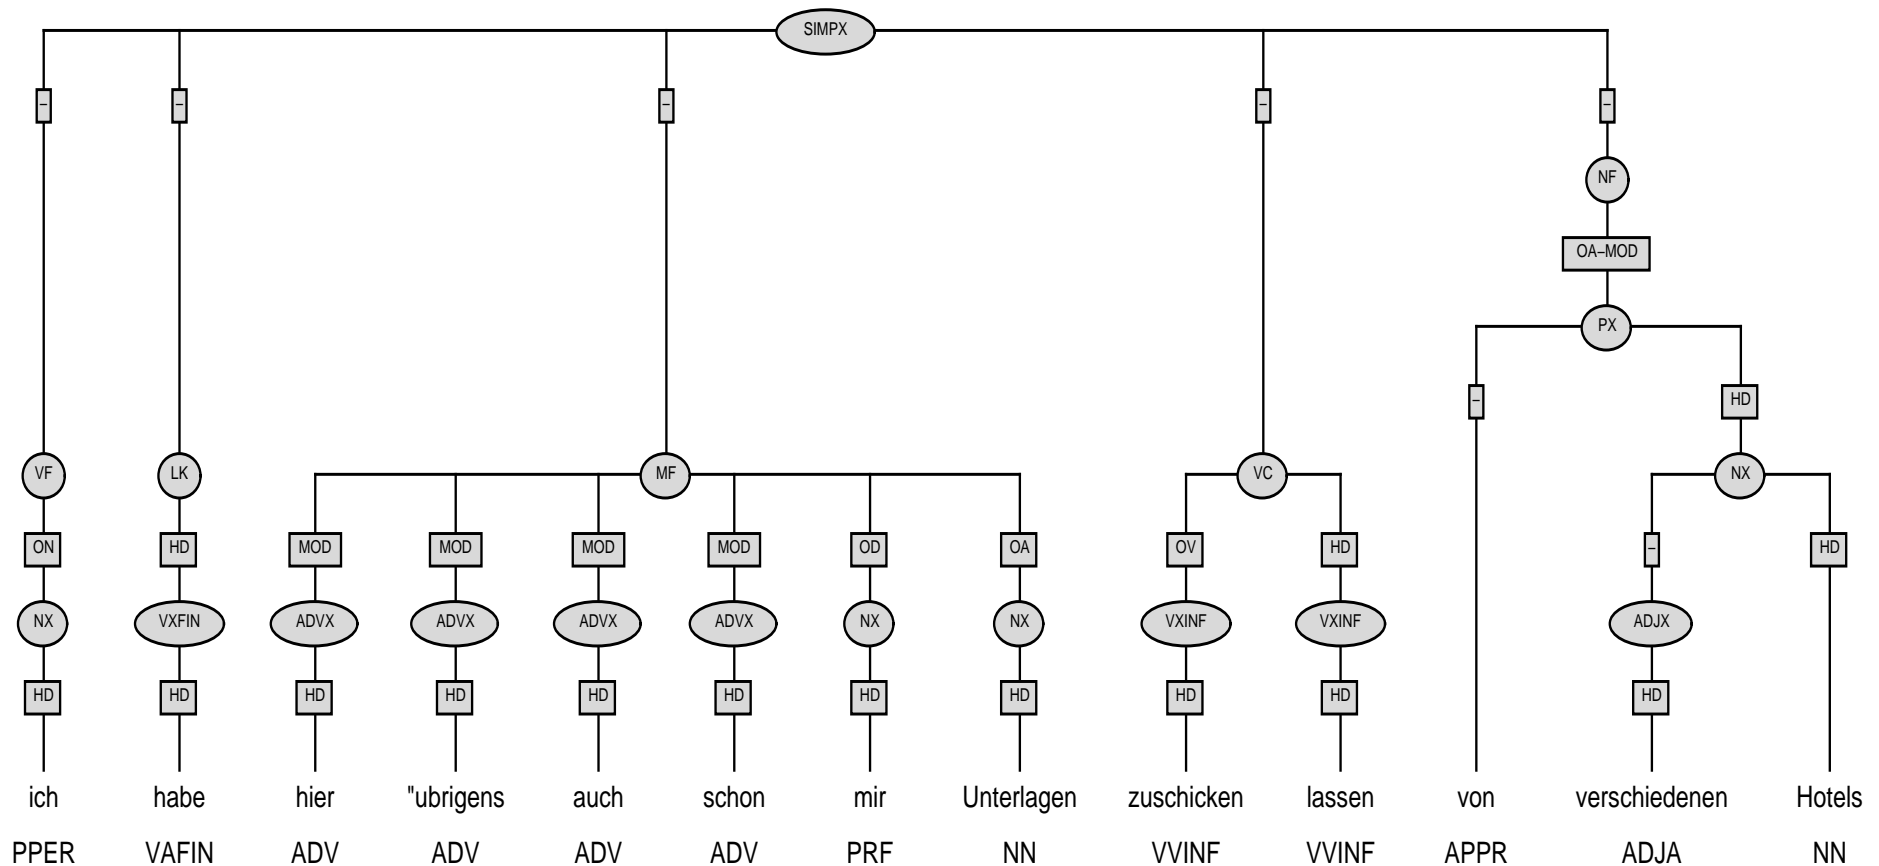 SIMPX
– – – – –
NF
OA–MOD
PX
– HD
VF LK MF VC NX
ON HD MOD MOD MOD MOD OD OA OV HD – HD
NX VXFIN ADVX ADVX ADVX ADVX NX NX VXINF VXINF ADJX
HD HD HD HD HD HD HD HD HD HD HD
ich habe hier "ubrigens auch schon mir Unterlagen zuschicken lassen von verschiedenen Hotels
PPER VAFIN ADV ADV ADV ADV PRF NN VVINF VVINF APPR ADJA NN